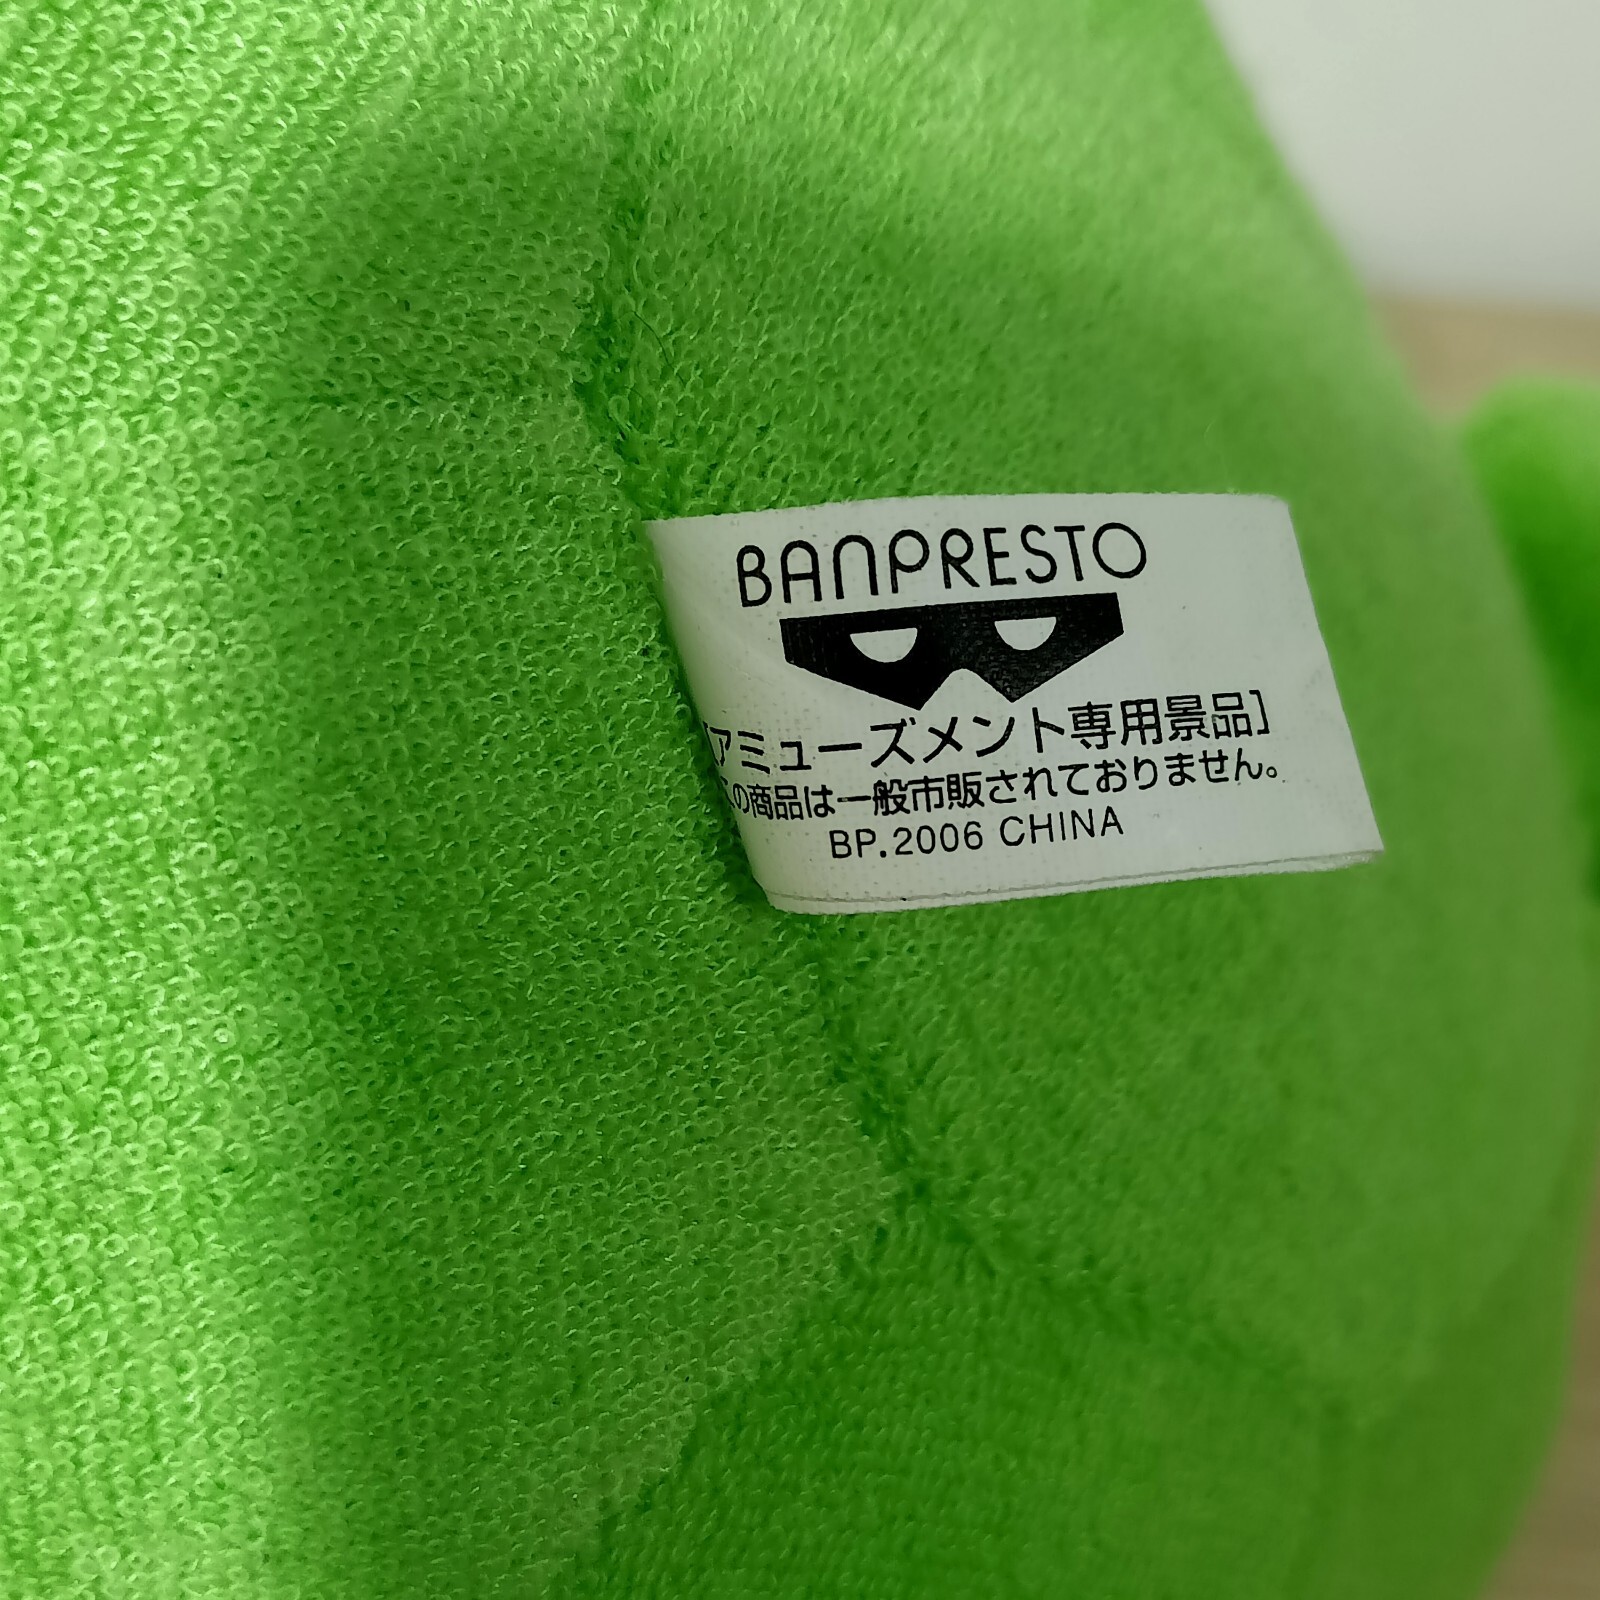 BANPRESTO
[アミューズメント専用景品]
この商品は一般市販されておりません。
BP.2006 CHINA